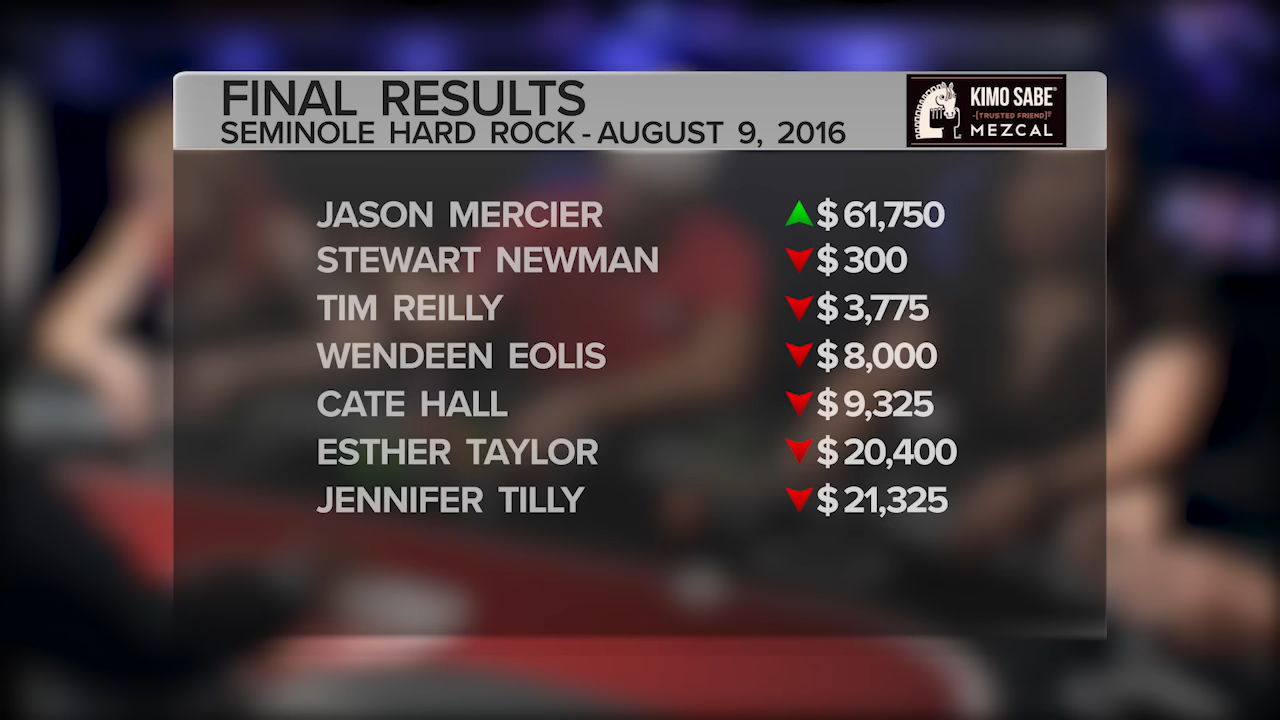 FINAL RESULTS
SEMINOLE HARD ROCK - AUGUST 9, 2016
KIMO SABE®
-[TRUSTED FRIEND]-
MEZCAL
JASON MERCIER $61,750
STEWART NEWMAN $300
TIM REILLY $3,775
WENDEEN EOLIS $8,000
CATE HALL $9,325
ESTHER TAYLOR $20,400
JENNIFER TILLY $21,325